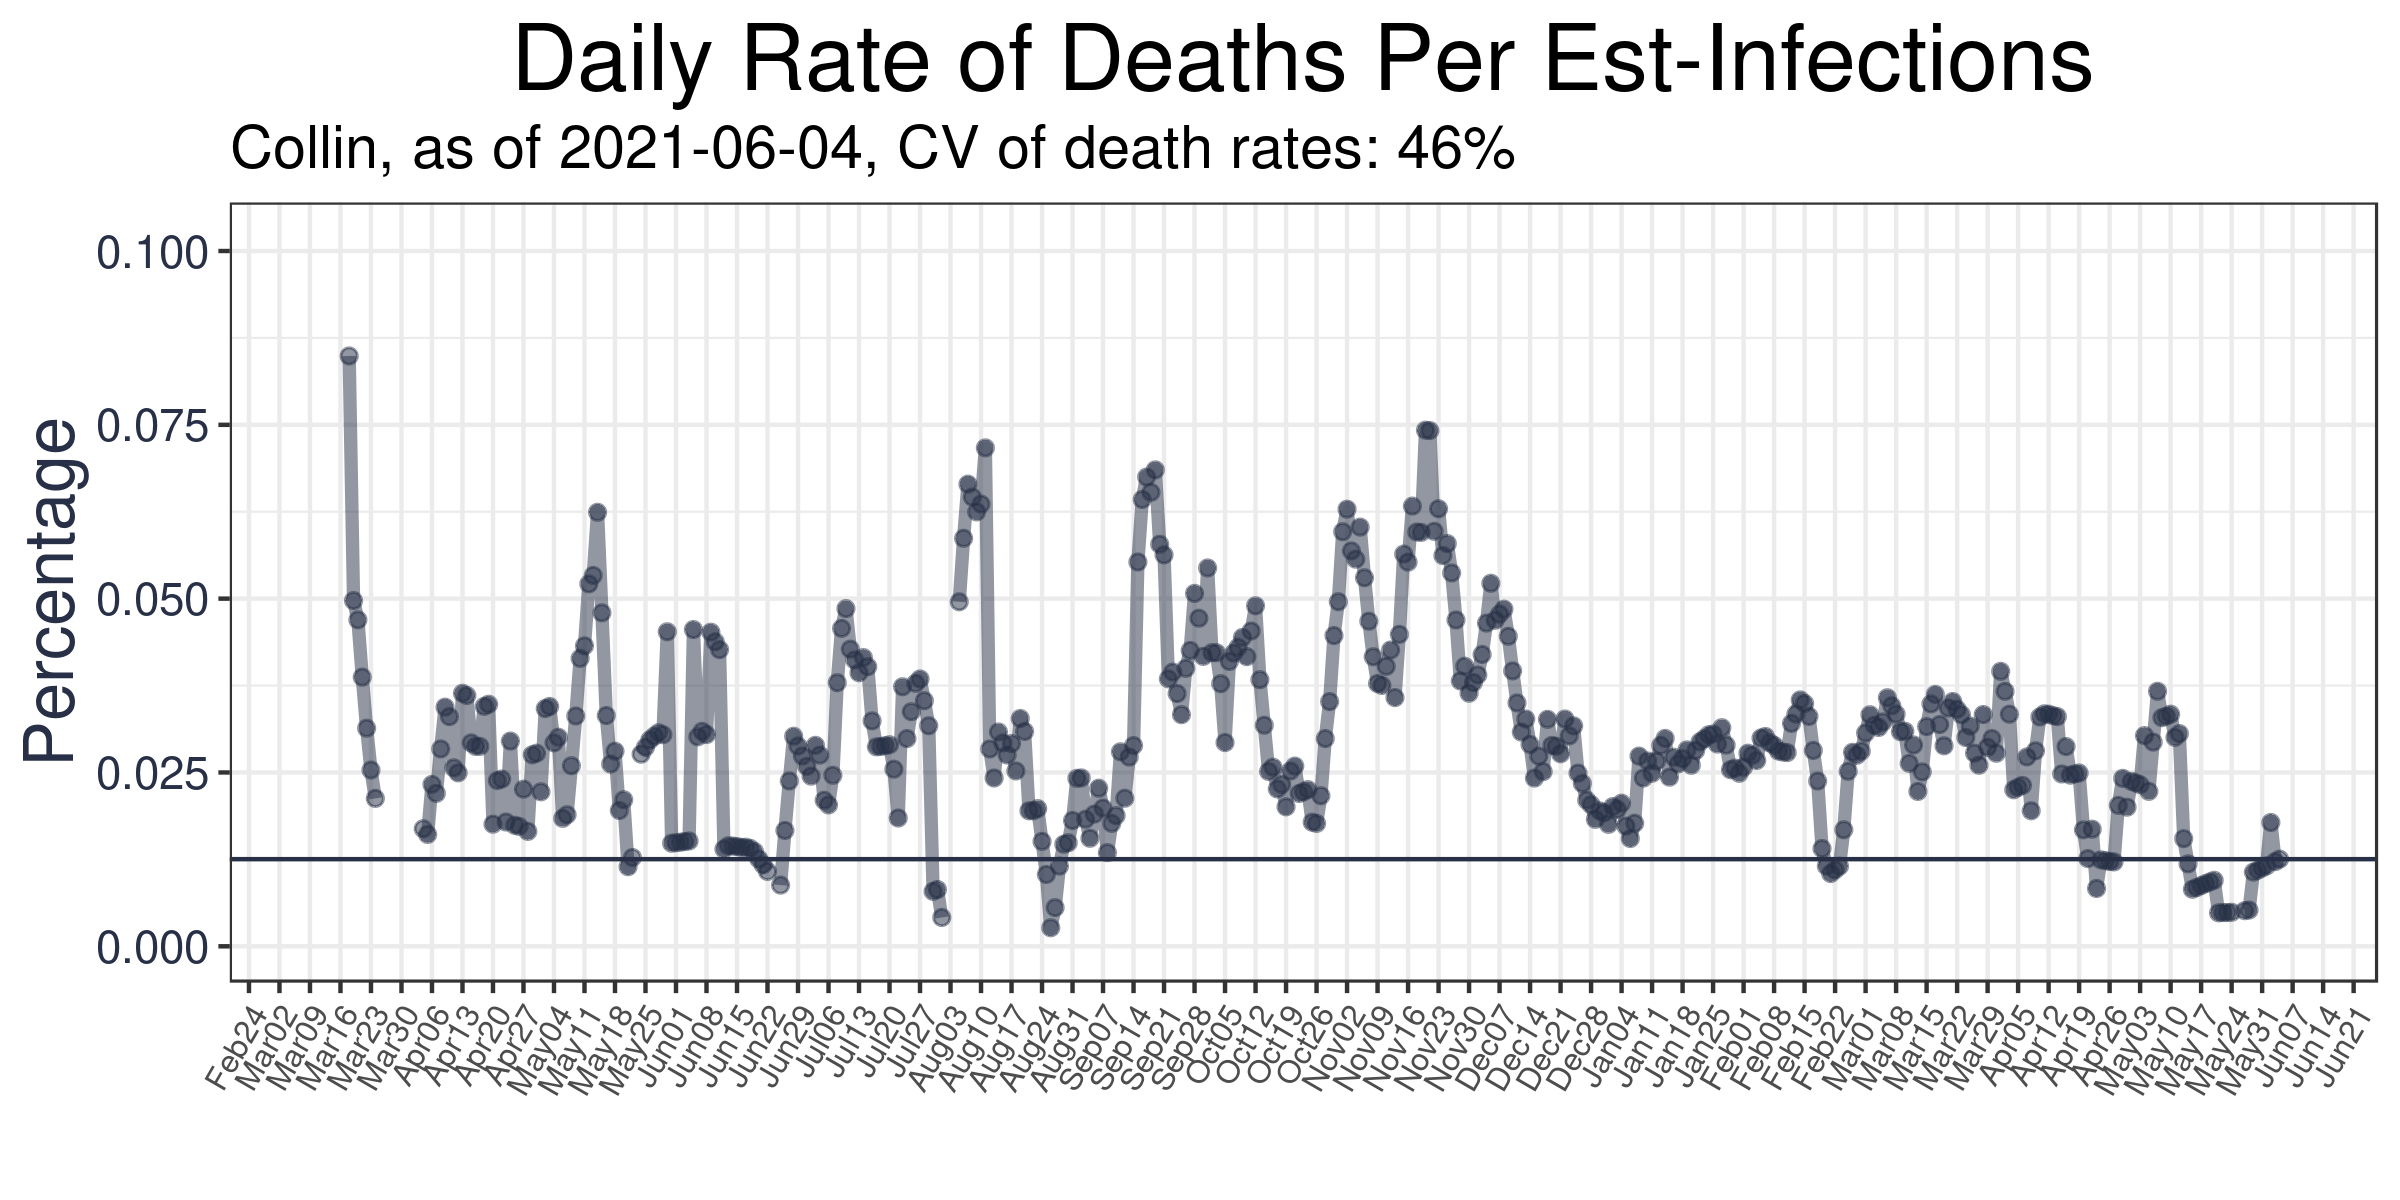 Daily Rate of Deaths Per Est-Infections
Collin, as of 2021-06-04, CV of death rates: 46%
Percentage
0.100
0.075
0.050
0.025
0.000
Feb24
Mar02
Mar09
Mar16
Mar23
Mar30
Apr06
Apr13
Apr20
Apr27
May04
May11
May18
May25
Jun01
Jun08
Jun15
Jun22
Jun29
Jul06
Jul13
Jul20
Jul27
Aug03
Aug10
Aug17
Aug24
Aug31
Sep07
Sep14
Sep21
Sep28
Oct05
Oct12
Oct19
Oct26
Nov02
Nov09
Nov16
Nov23
Nov30
Dec07
Dec14
Dec21
Dec28
Jan04
Jan11
Jan18
Jan25
Feb01
Feb08
Feb15
Feb22
Mar01
Mar08
Mar15
Mar22
Mar29
Apr05
Apr12
Apr19
Apr26
May03
May10
May17
May24
May31
Jun07
Jun14
Jun21